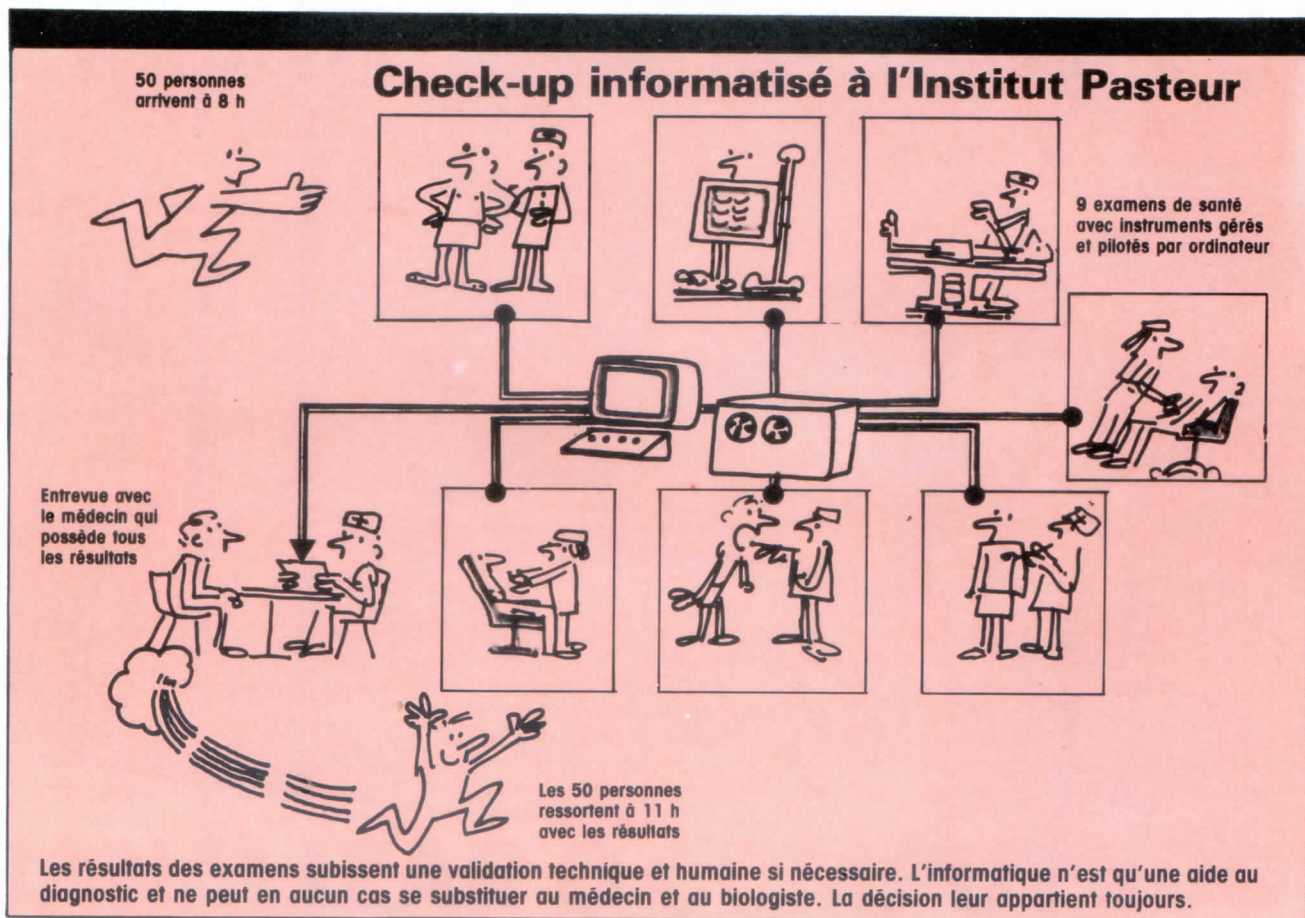 50 personnes
arrivent à 8 h
Check-up informatisé à l'Institut Pasteur
9 examens de santé
avec instruments gérés
et pilotés par ordinateur
Entrevue avec
le médecin qui
possède tous
les résultats
Les 50 personnes
ressortent à 11 h
avec les résultats
Les résultats des examens subissent une validation technique et humaine si nécessaire. L'informatique n'est qu'une aide au
diagnostic et ne peut en aucun cas se substituer au médecin et au biologiste. La décision leur appartient toujours.